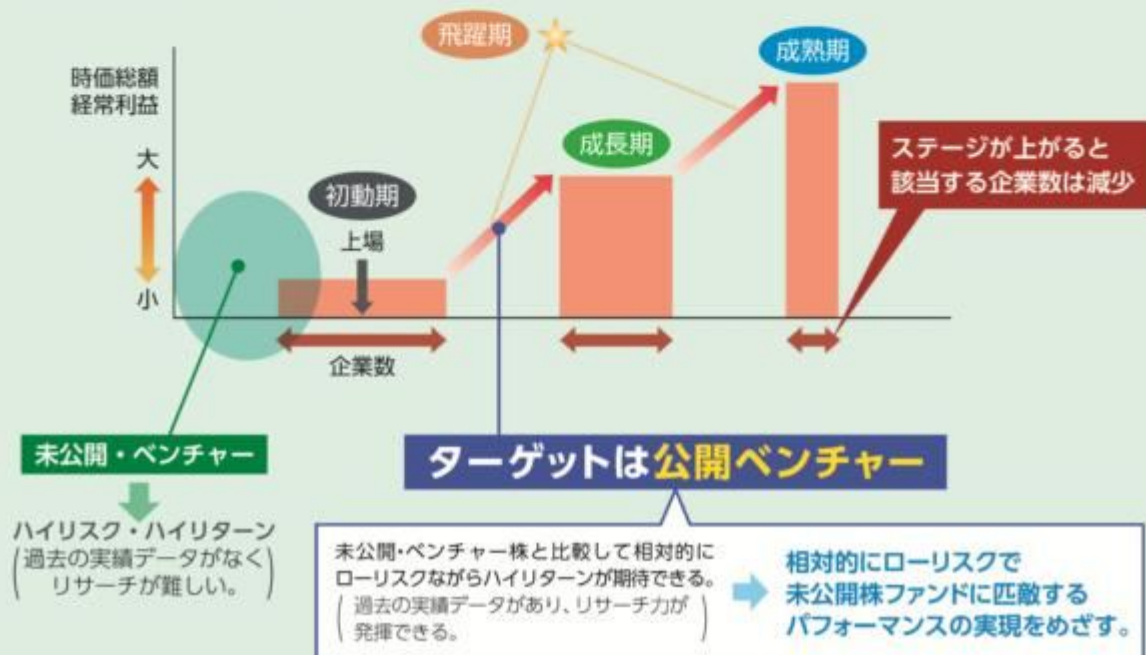 飛躍期
成熟期
時価総額
経常利益
大
小
初動期
上場
成長期
ステージが上がると
該当する企業数は減少
企業数
未公開・ベンチャー
ハイリスク・ハイリターン
(過去の実績データがなく
リサーチが難しい。)
ターゲットは公開ベンチャー
未公開・ベンチャー株と比較して相対的に
ローリスクながらハイリターンが期待できる。
(過去の実績データがあり、リサーチ力が
発揮できる。)
相対的にローリスクで
未公開株ファンドに匹敵する
パフォーマンスの実現をめざす。